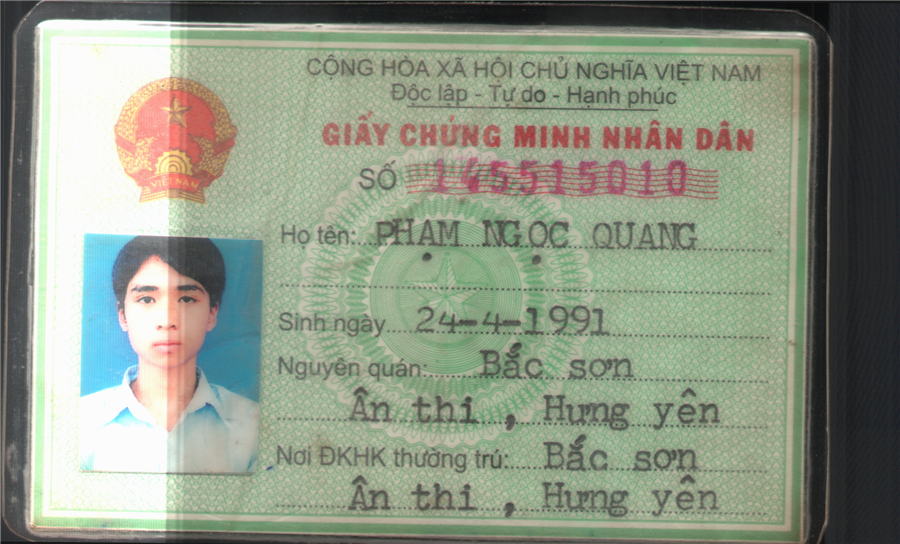 CỘNG HÒA XÃ HỘI CHỦ NGHĨA VIỆT NAM
Độc lập - Tự do - Hạnh phúc
GIẤY CHỨNG MINH NHÂN DÂN
SỐ 145515010
VIỆT NAM
Họ tên: PHẠM NGỌC QUANG
Sinh ngày 24-4-1991
Nguyên quán: Bắc sơn
Ân thi , Hưng yên
Nơi ĐKHK thường trú: Bắc sơn
Ân thi , Hưng yên